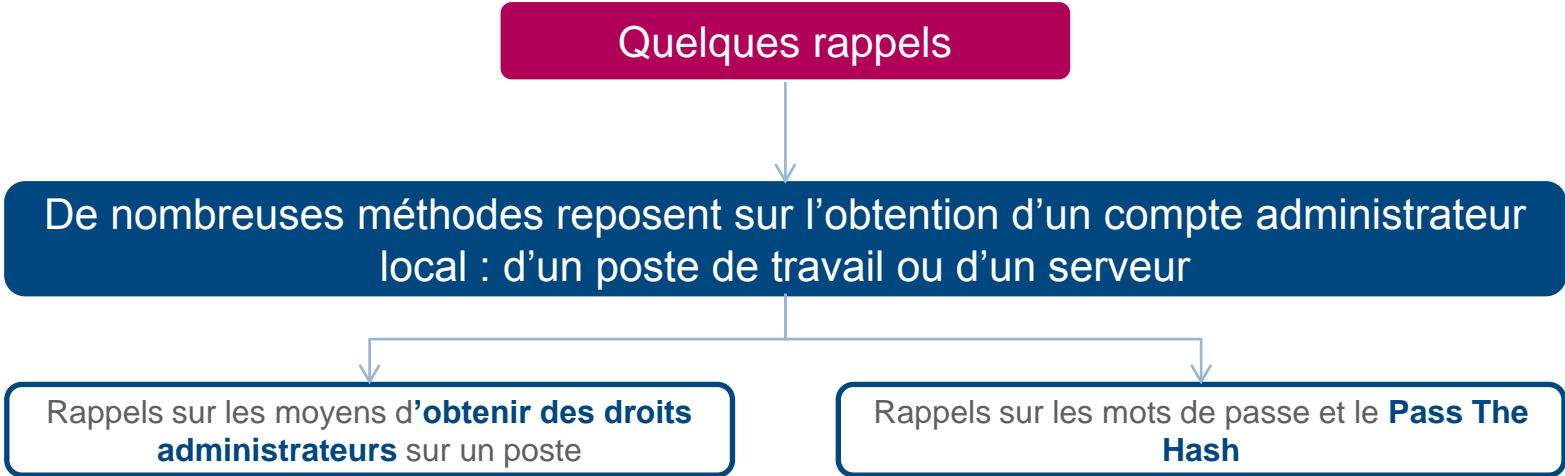 Quelques rappels
De nombreuses méthodes reposent sur l’obtention d’un compte administrateur
local : d’un poste de travail ou d’un serveur
Rappels sur les moyens d’obtenir des droits
administrateurs sur un poste
Rappels sur les mots de passe et le Pass The
Hash